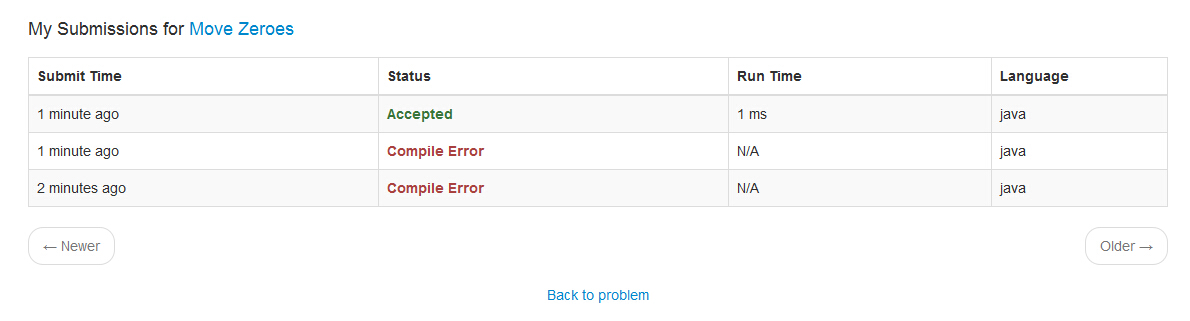 My Submissions for Move Zeroes
Submit Time Status Run Time Language
1 minute ago Accepted 1 ms java
1 minute ago Compile Error N/A java
2 minutes ago Compile Error N/A java
← Newer Older →
Back to problem